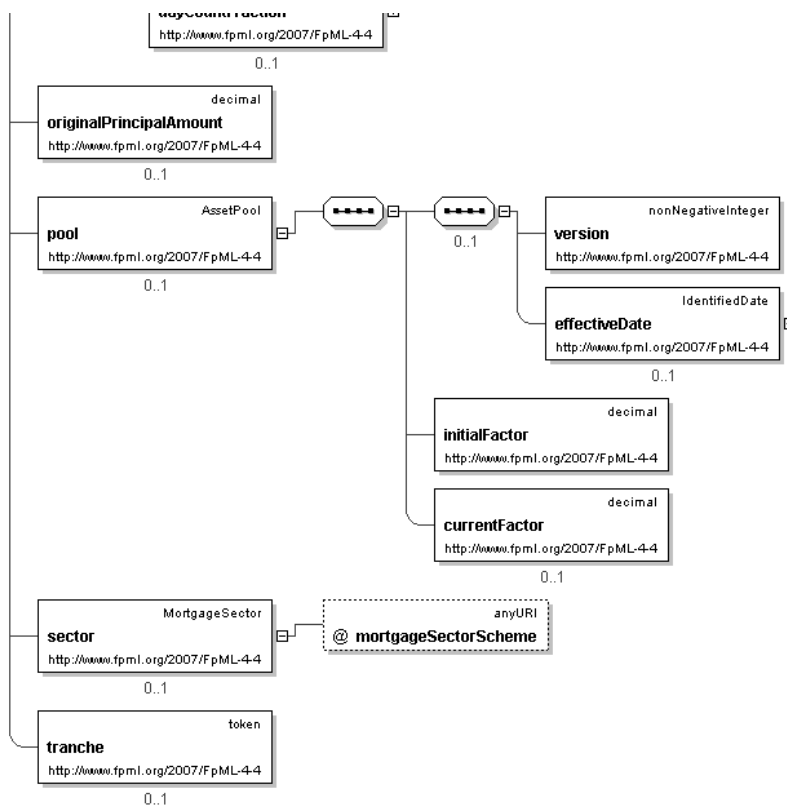 dayCountFraction
http://www.fpml.org/2007/FpML-4-4
0..1
decimal
originalPrincipalAmount
http://www.fpml.org/2007/FpML-4-4
0..1
AssetPool
pool
http://www.fpml.org/2007/FpML-4-4
0..1
0..1
nonNegativeInteger
version
http://www.fpml.org/2007/FpML-4-4
IdentifiedDate
effectiveDate
http://www.fpml.org/2007/FpML-4-4
0..1
decimal
initialFactor
http://www.fpml.org/2007/FpML-4-4
decimal
currentFactor
http://www.fpml.org/2007/FpML-4-4
0..1
MortgageSector
sector
http://www.fpml.org/2007/FpML-4-4
0..1
anyURI
@ mortgageSectorScheme
token
tranche
http://www.fpml.org/2007/FpML-4-4
0..1